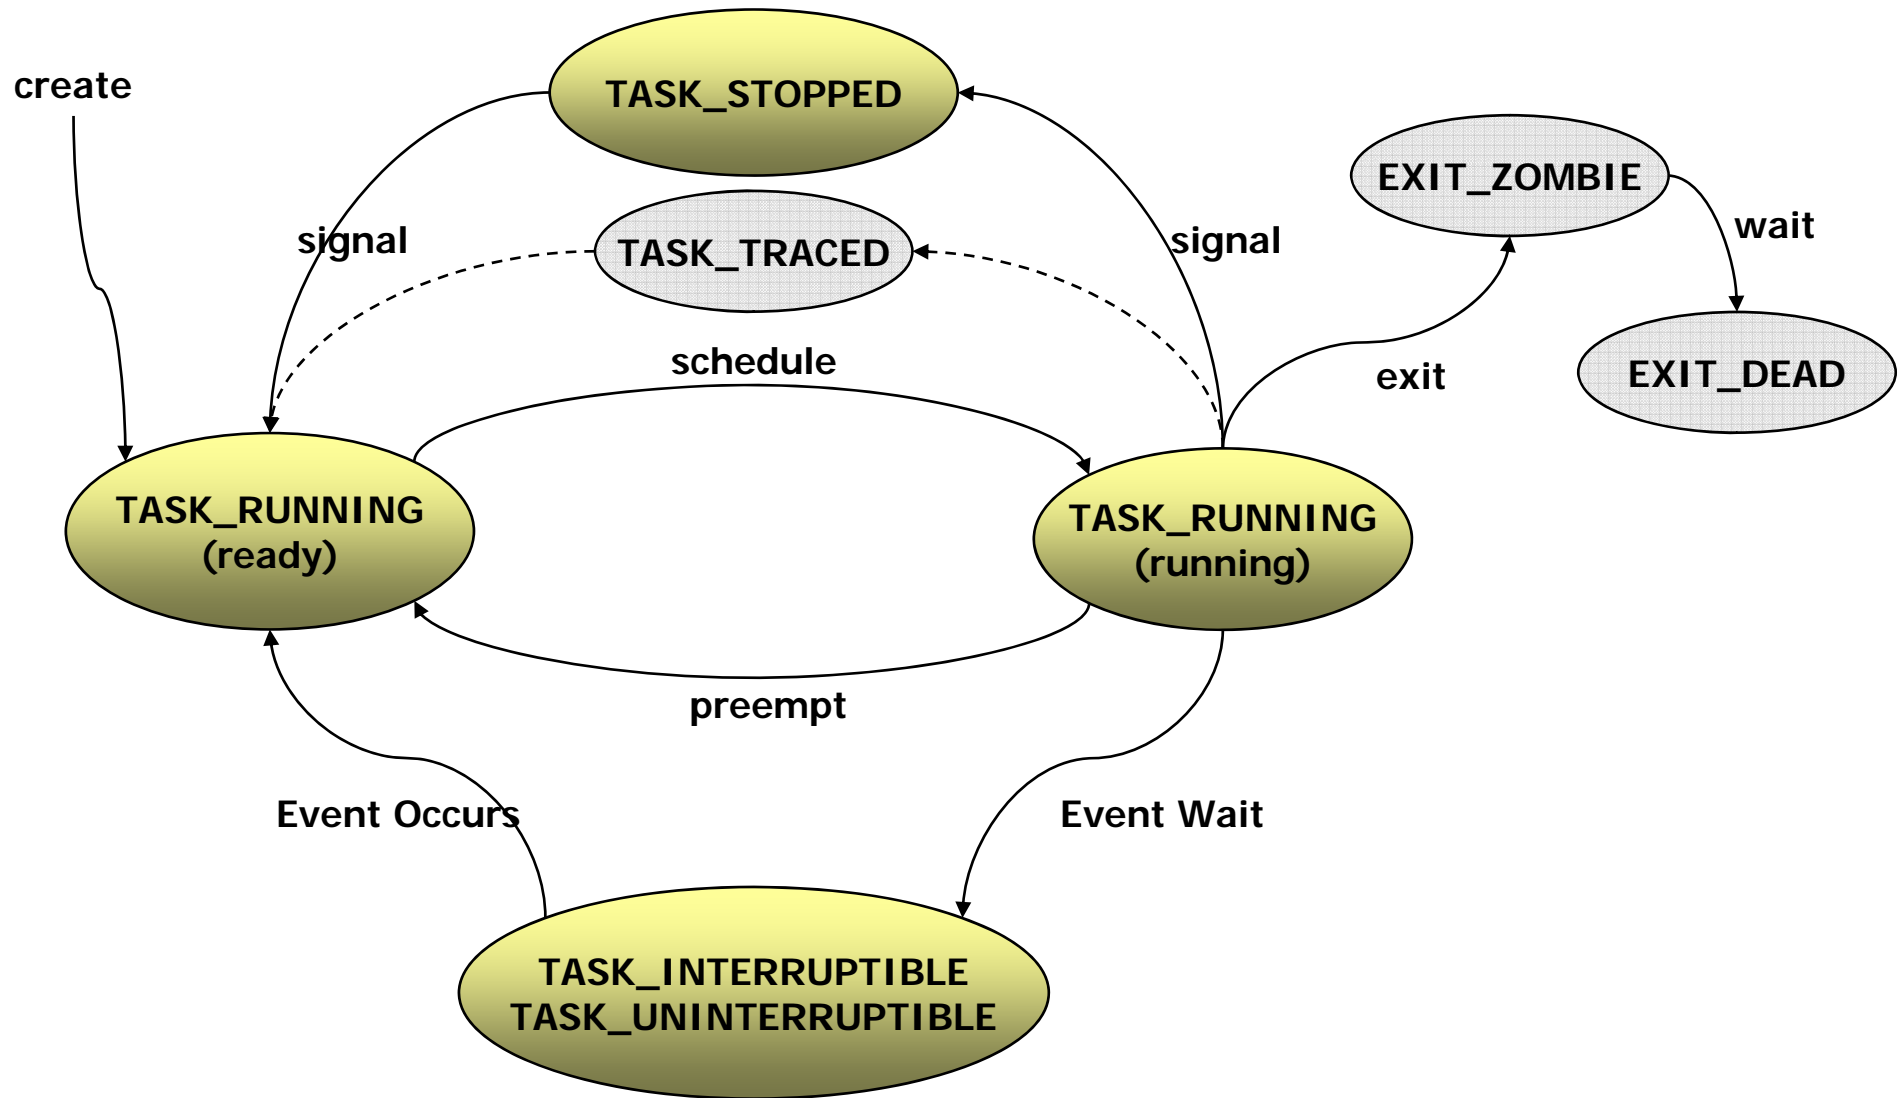 create
TASK_STOPPED
EXIT_ZOMBIE
wait
signal
TASK_TRACED
signal
schedule
exit
EXIT_DEAD
TASK_RUNNING
(ready)
TASK_RUNNING
(running)
preempt
Event Occurs
Event Wait
TASK_INTERRUPTIBLE
TASK_UNINTERRUPTIBLE